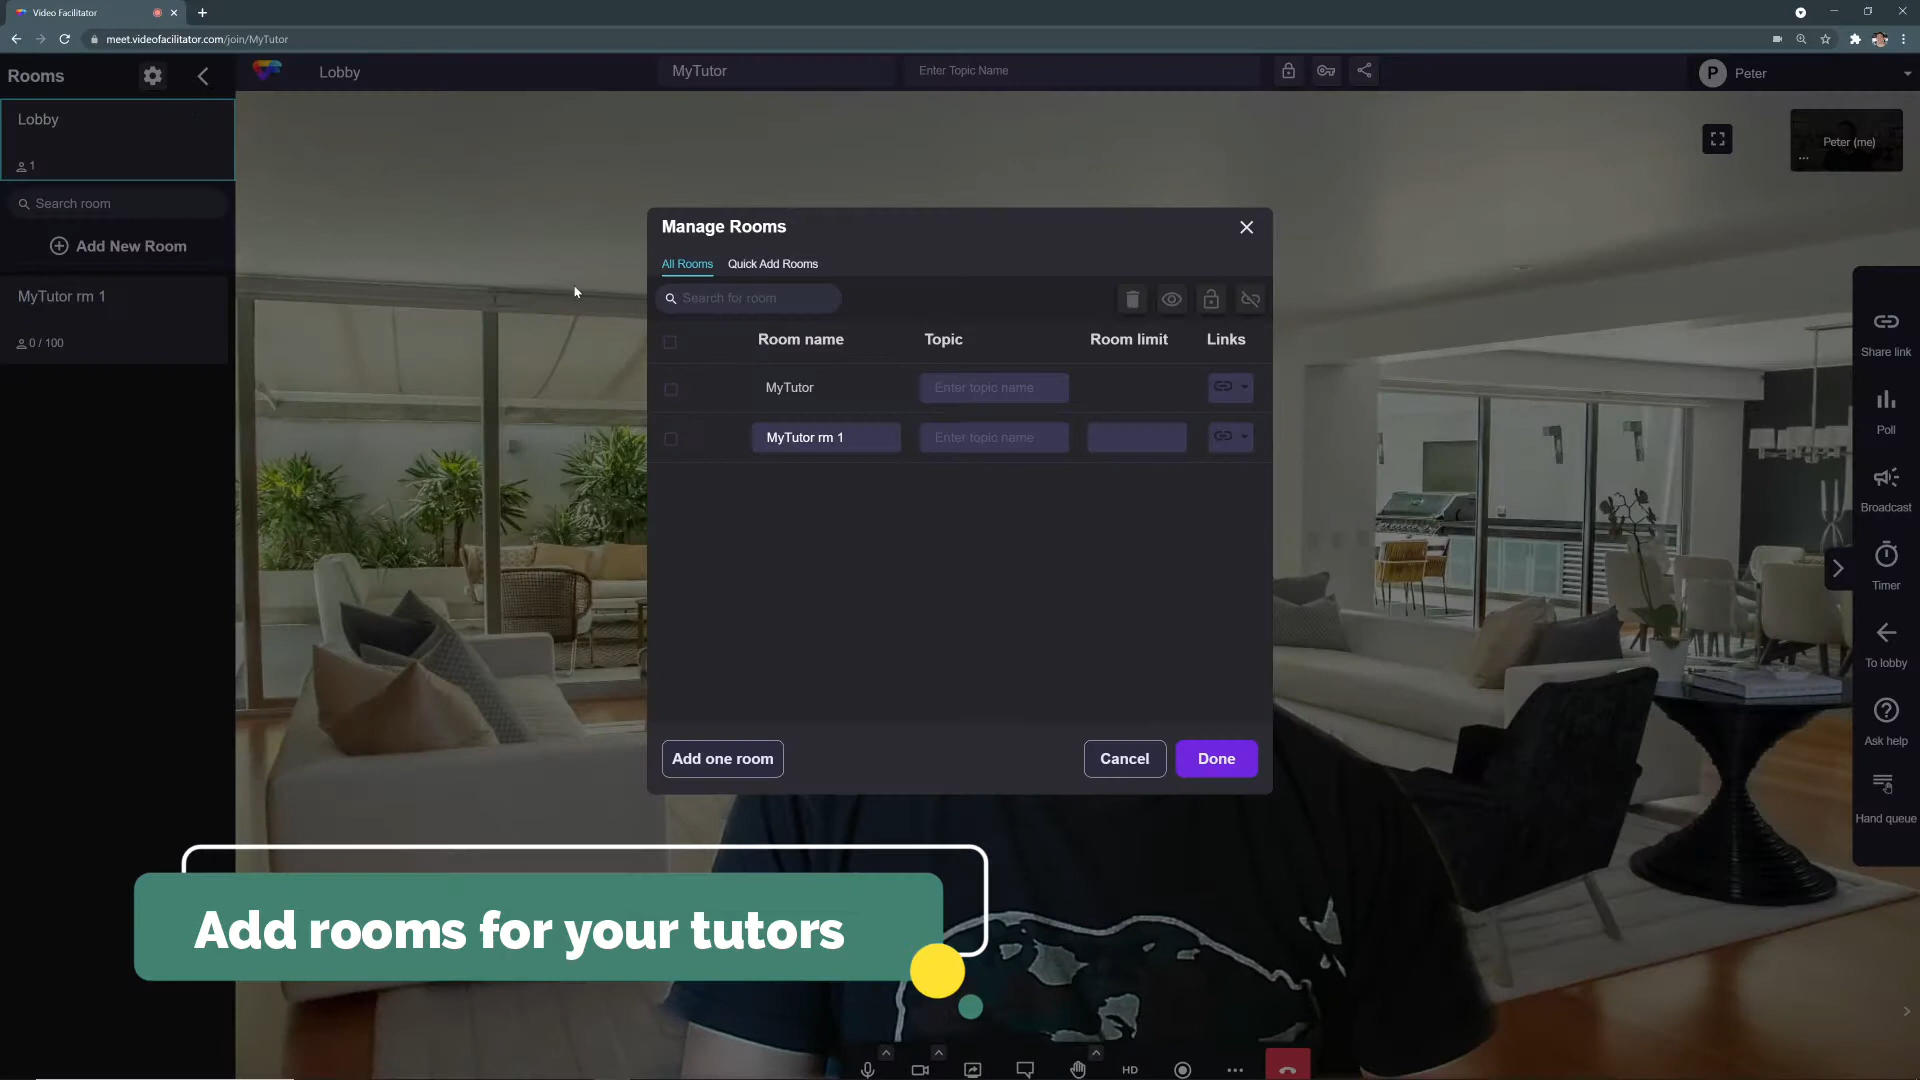 Video Facilitator
meet.videofacilitator.com/join/MyTutor
Rooms
Lobby
MyTutor
Enter Topic Name
P
Peter
Lobby
1
Search room
Add New Room
MyTutor rm 1
0 / 100
Peter (me)
...
Manage Rooms
All Rooms
Quick Add Rooms
Search for room
Room name
Topic
Room limit
Links
MyTutor
Enter topic name
MyTutor rm 1
Enter topic name
Add one room
Cancel
Done
Share link
Poll
Broadcast
Timer
To lobby
Ask help
Hand queue
Add rooms for your tutors
HD